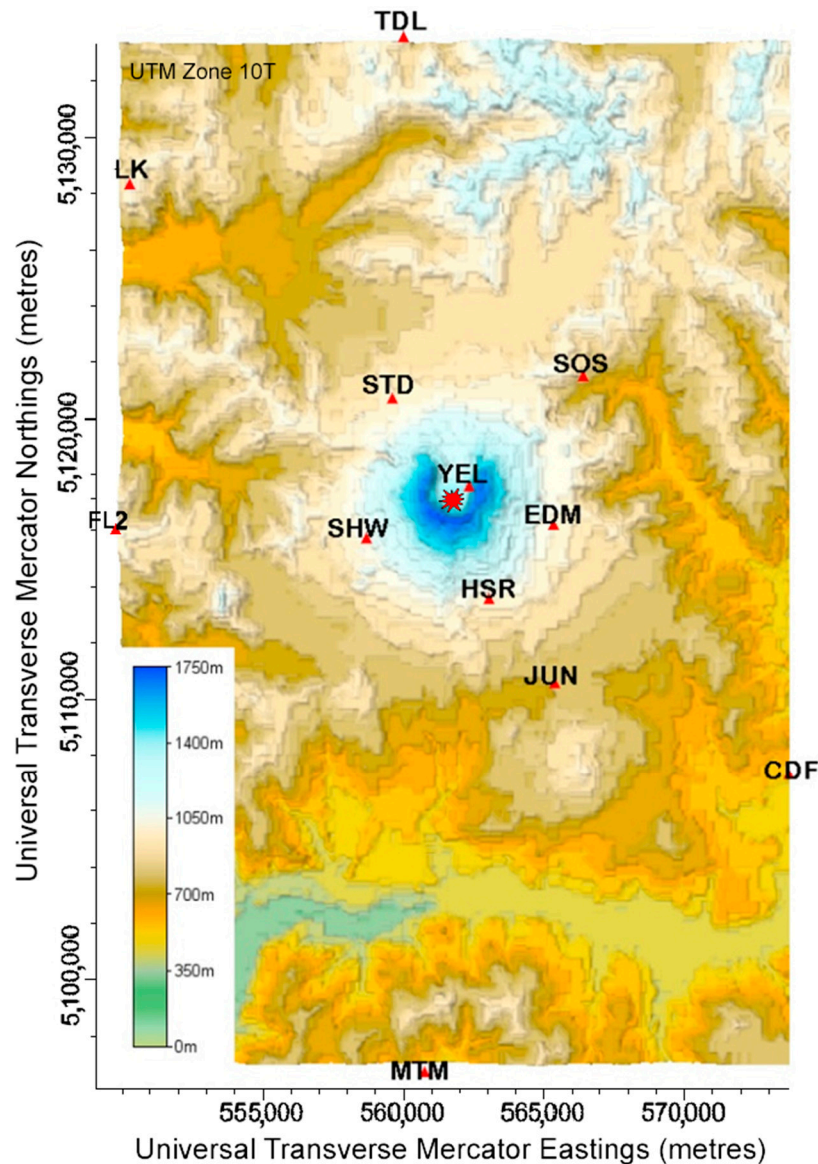 TDL
UTM Zone 10T
5,130,000
LK
SOS
STD
5,120,000
YEL
EDM
FL2
SHW
HSR
JUN
5,110,000
1750m
1400m
1050m
700m
350m
0m
CDF
5,100,000
MTM
Universal Transverse Mercator Northings (metres)
555,000
560,000
565,000
570,000
Universal Transverse Mercator Eastings (metres)